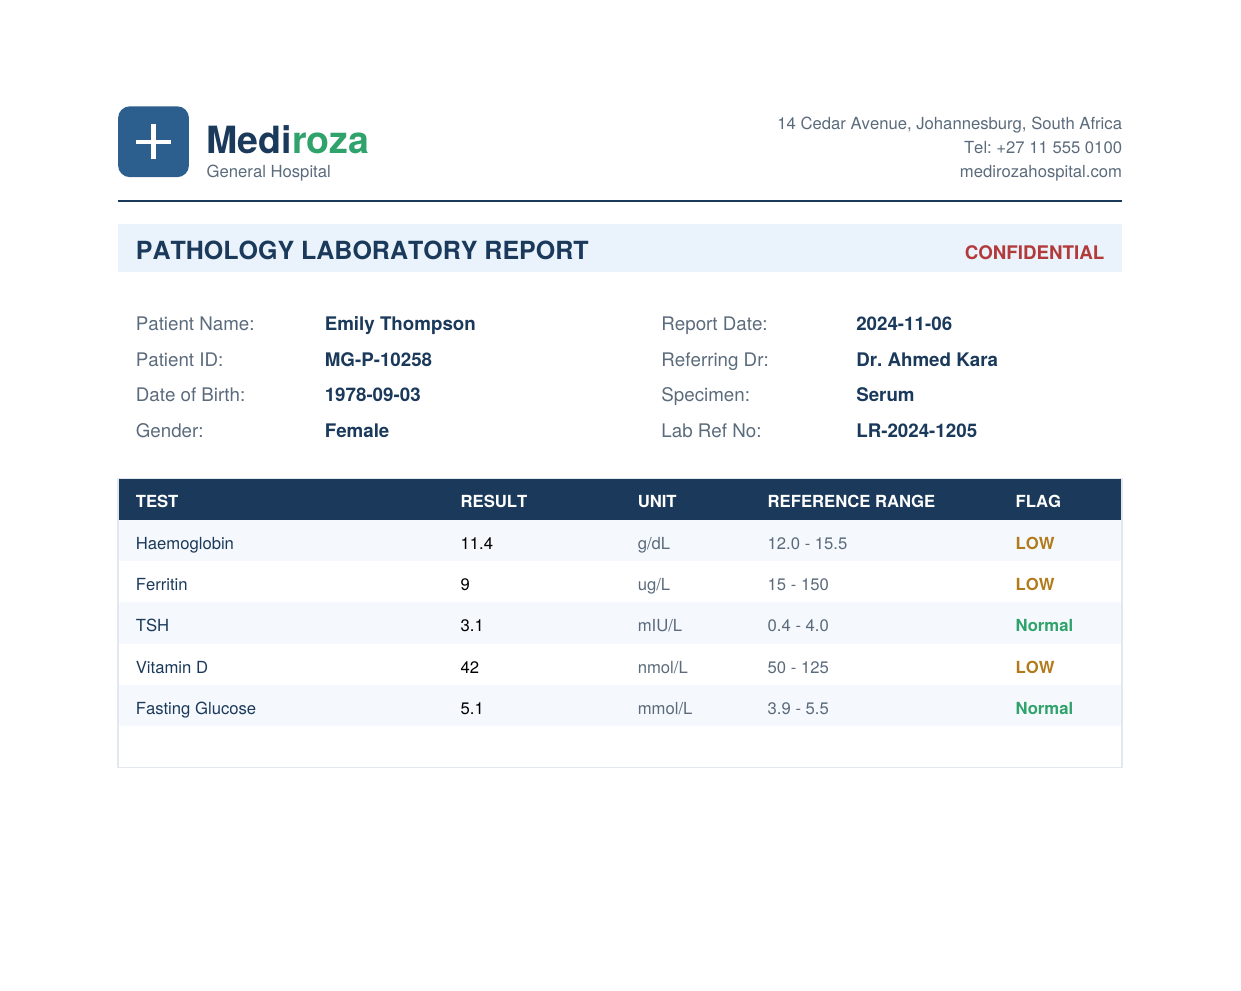 Mediroza
General Hospital
14 Cedar Avenue, Johannesburg, South Africa
Tel: +27 11 555 0100
medirozahospital.com
PATHOLOGY LABORATORY REPORT CONFIDENTIAL
Patient Name: Emily Thompson Report Date: 2024-11-06
Patient ID: MG-P-10258 Referring Dr: Dr. Ahmed Kara
Date of Birth: 1978-09-03 Specimen: Serum
Gender: Female Lab Ref No: LR-2024-1205
TEST RESULT UNIT REFERENCE RANGE FLAG
Haemoglobin 11.4 g/dL 12.0 - 15.5 LOW
Ferritin 9 ug/L 15 - 150 LOW
TSH 3.1 mIU/L 0.4 - 4.0 Normal
Vitamin D 42 nmol/L 50 - 125 LOW
Fasting Glucose 5.1 mmol/L 3.9 - 5.5 Normal